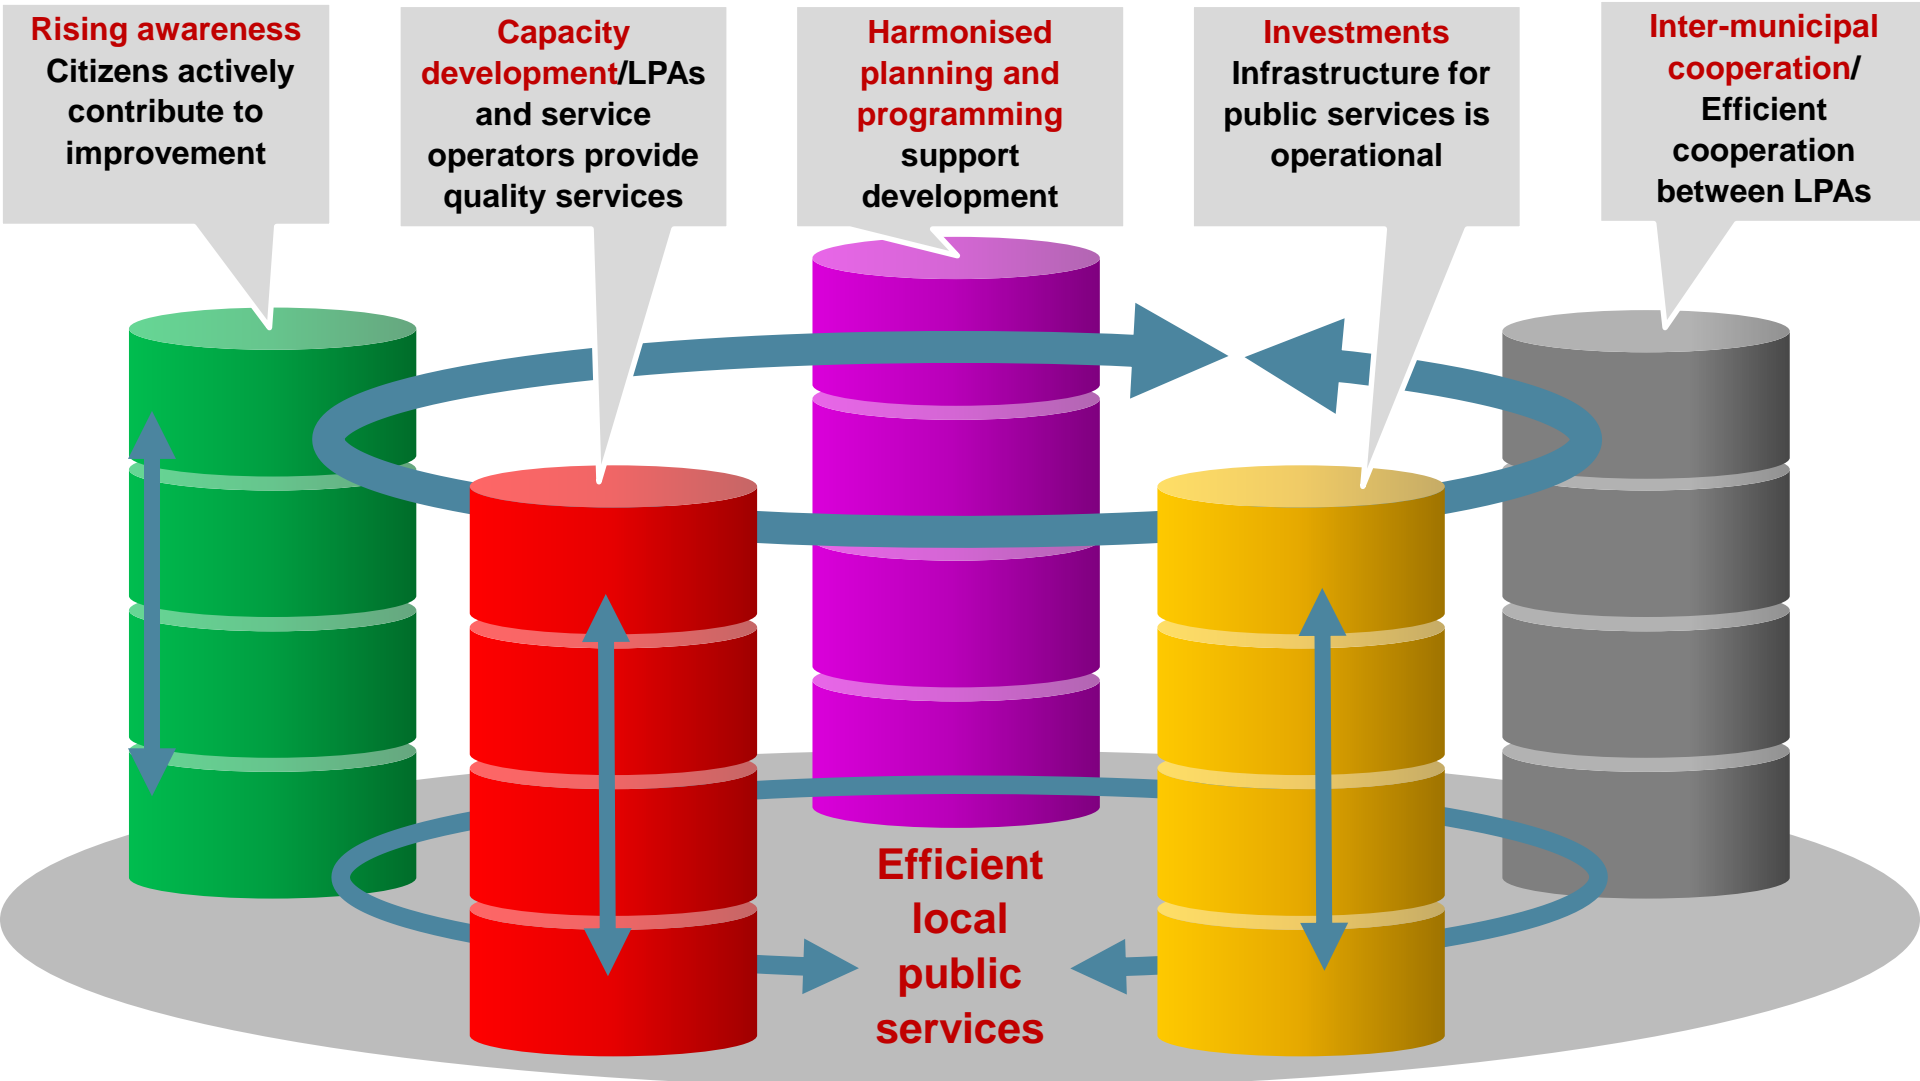 Rising awareness
Citizens actively
contribute to
improvement
Capacity
development/LPAs
and service
operators provide
quality services
Harmonised
planning and
programming
support
development
Investments
Infrastructure for
public services is
operational
Inter-municipal
cooperation/
Efficient
cooperation
between LPAs
Efficient
local
public
services